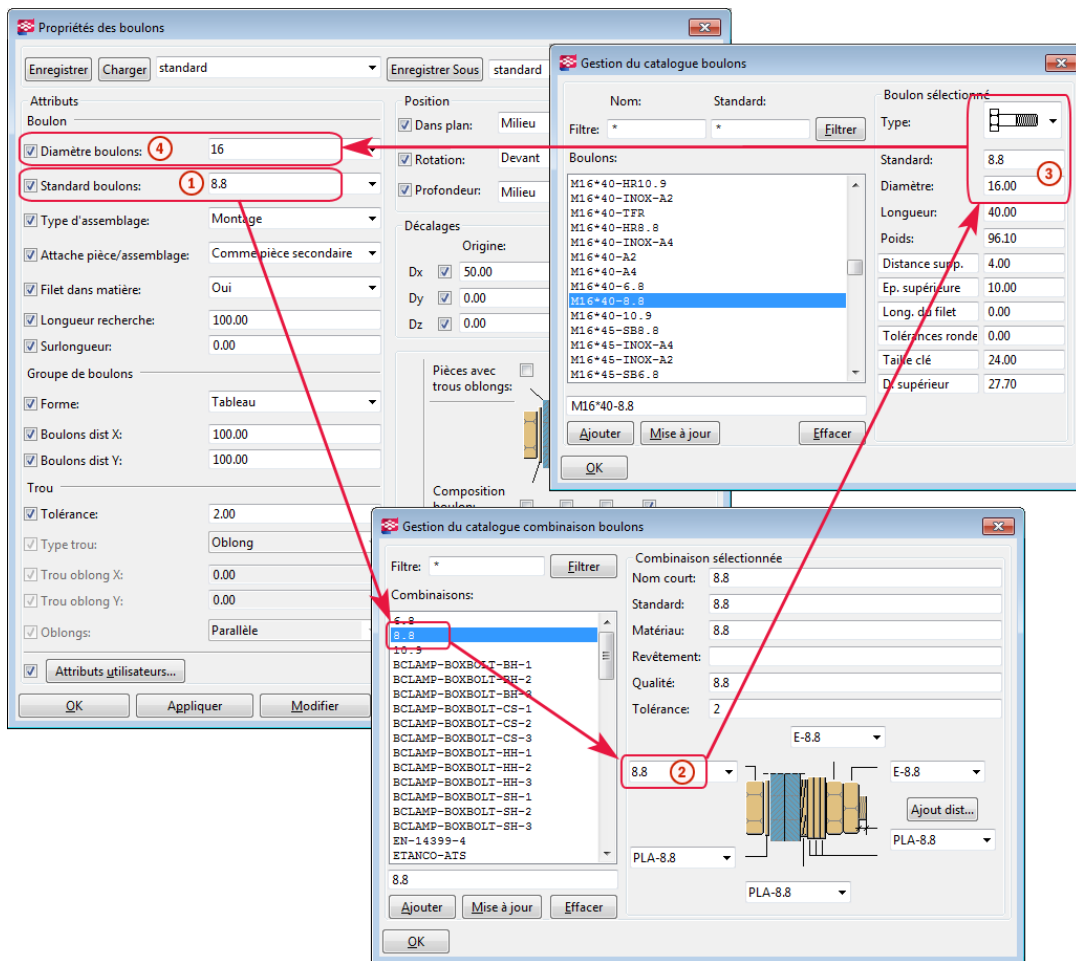 Propriétés des boulons
Enregistrer Charger standard Enregistrer Sous standard
Attributs
Boulon
Diamètre boulons: 4 16
Standard boulons: 1 8.8
Type d'assemblage: Montage
Attache pièce/assemblage: Comme pièce secondaire
Filet dans matière: Oui
Longueur recherche: 100.00
Surlongueur: 0.00
Groupe de boulons
Forme: Tableau
Boulons dist X: 100.00
Boulons dist Y: 100.00
Trou
Tolérance: 2.00
Type trou: Oblong
Trou oblong X: 0.00
Trou oblong Y: 0.00
Oblongs: Parallèle
Attributs utilisateurs...
OK Appliquer Modifier
Position
Dans plan: Milieu
Rotation: Devant
Profondeur: Milieu
Décalages
Origine:
Dx 50.00
Dy 0.00
Dz 0.00
Pièces avec
trous oblongs:
Composition
Gestion du catalogue boulons
Nom: Standard:
Filtre: * * Filtrer
Boulons:
M16*40-HR10.9
M16*40-INOX-A2
M16*40-TFR
M16*40-HR8.8
M16*40-INOX-A4
M16*40-A2
M16*40-A4
M16*40-6.8
M16*40-8.8
M16*40-10.9
M16*45-SB8.8
M16*45-INOX-A4
M16*45-INOX-A2
M16*45-SB6.8
M16*40-8.8
Ajouter Mise à jour Effacer
OK
Boulon sélectionné
Type:
Standard: 8.8
3
Diamètre: 16.00
Longueur: 40.00
Poids: 96.10
Distance supp. 4.00
Ep. supérieure 10.00
Long. du filet 0.00
Tolérances ronde 0.00
Taille clé 24.00
D. supérieur 27.70
Gestion du catalogue combinaison boulons
Filtre: * Filtrer
Combinaisons:
6.8
8.8
10.9
BCLAMP-BOXBOLT-BH-1
BCLAMP-BOXBOLT-BH-2
BCLAMP-BOXBOLT-BH-3
BCLAMP-BOXBOLT-CS-1
BCLAMP-BOXBOLT-CS-2
BCLAMP-BOXBOLT-CS-3
BCLAMP-BOXBOLT-HH-1
BCLAMP-BOXBOLT-HH-2
BCLAMP-BOXBOLT-HH-3
BCLAMP-BOXBOLT-SH-1
BCLAMP-BOXBOLT-SH-2
BCLAMP-BOXBOLT-SH-3
EN-14399-4
ETANCO-ATS
8.8
Ajouter Mise à jour Effacer
OK
Combinaison sélectionnée
Nom court: 8.8
Standard: 8.8
Matériau: 8.8
Revêtement:
Qualité: 8.8
Tolérance: 2
E-8.8
8.8 2 E-8.8
Ajout dist...
PLA-8.8 PLA-8.8
PLA-8.8